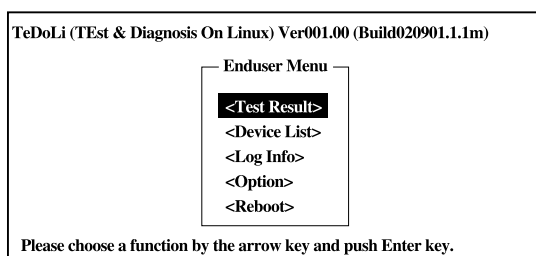 TeDoLi (TEst & Diagnosis On Linux) Ver001.00 (Build020901.1.1m)
Enduser Menu
<Test Result>
<Device List>
<Log Info>
<Option>
<Reboot>
Please choose a function by the arrow key and push Enter key.